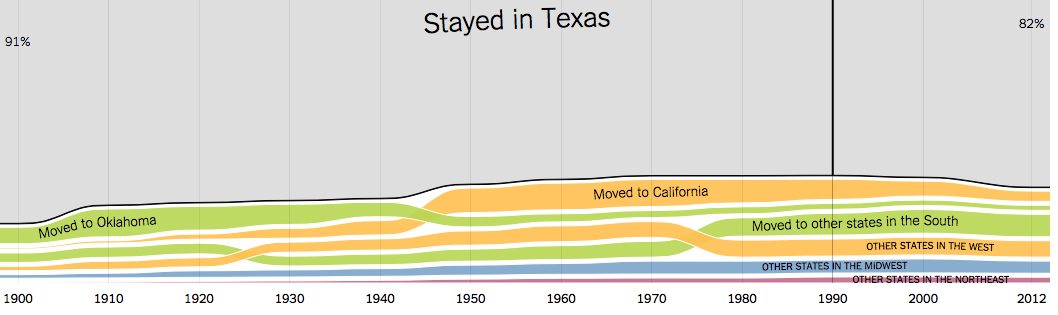 Stayed in Texas
91%
82%
Moved to California
Moved to Oklahoma
Moved to other states in the South
OTHER STATES IN THE WEST
OTHER STATES IN THE MIDWEST
OTHER STATES IN THE NORTHEAST
1900 1910 1920 1930 1940 1950 1960 1970 1980 1990 2000 2012